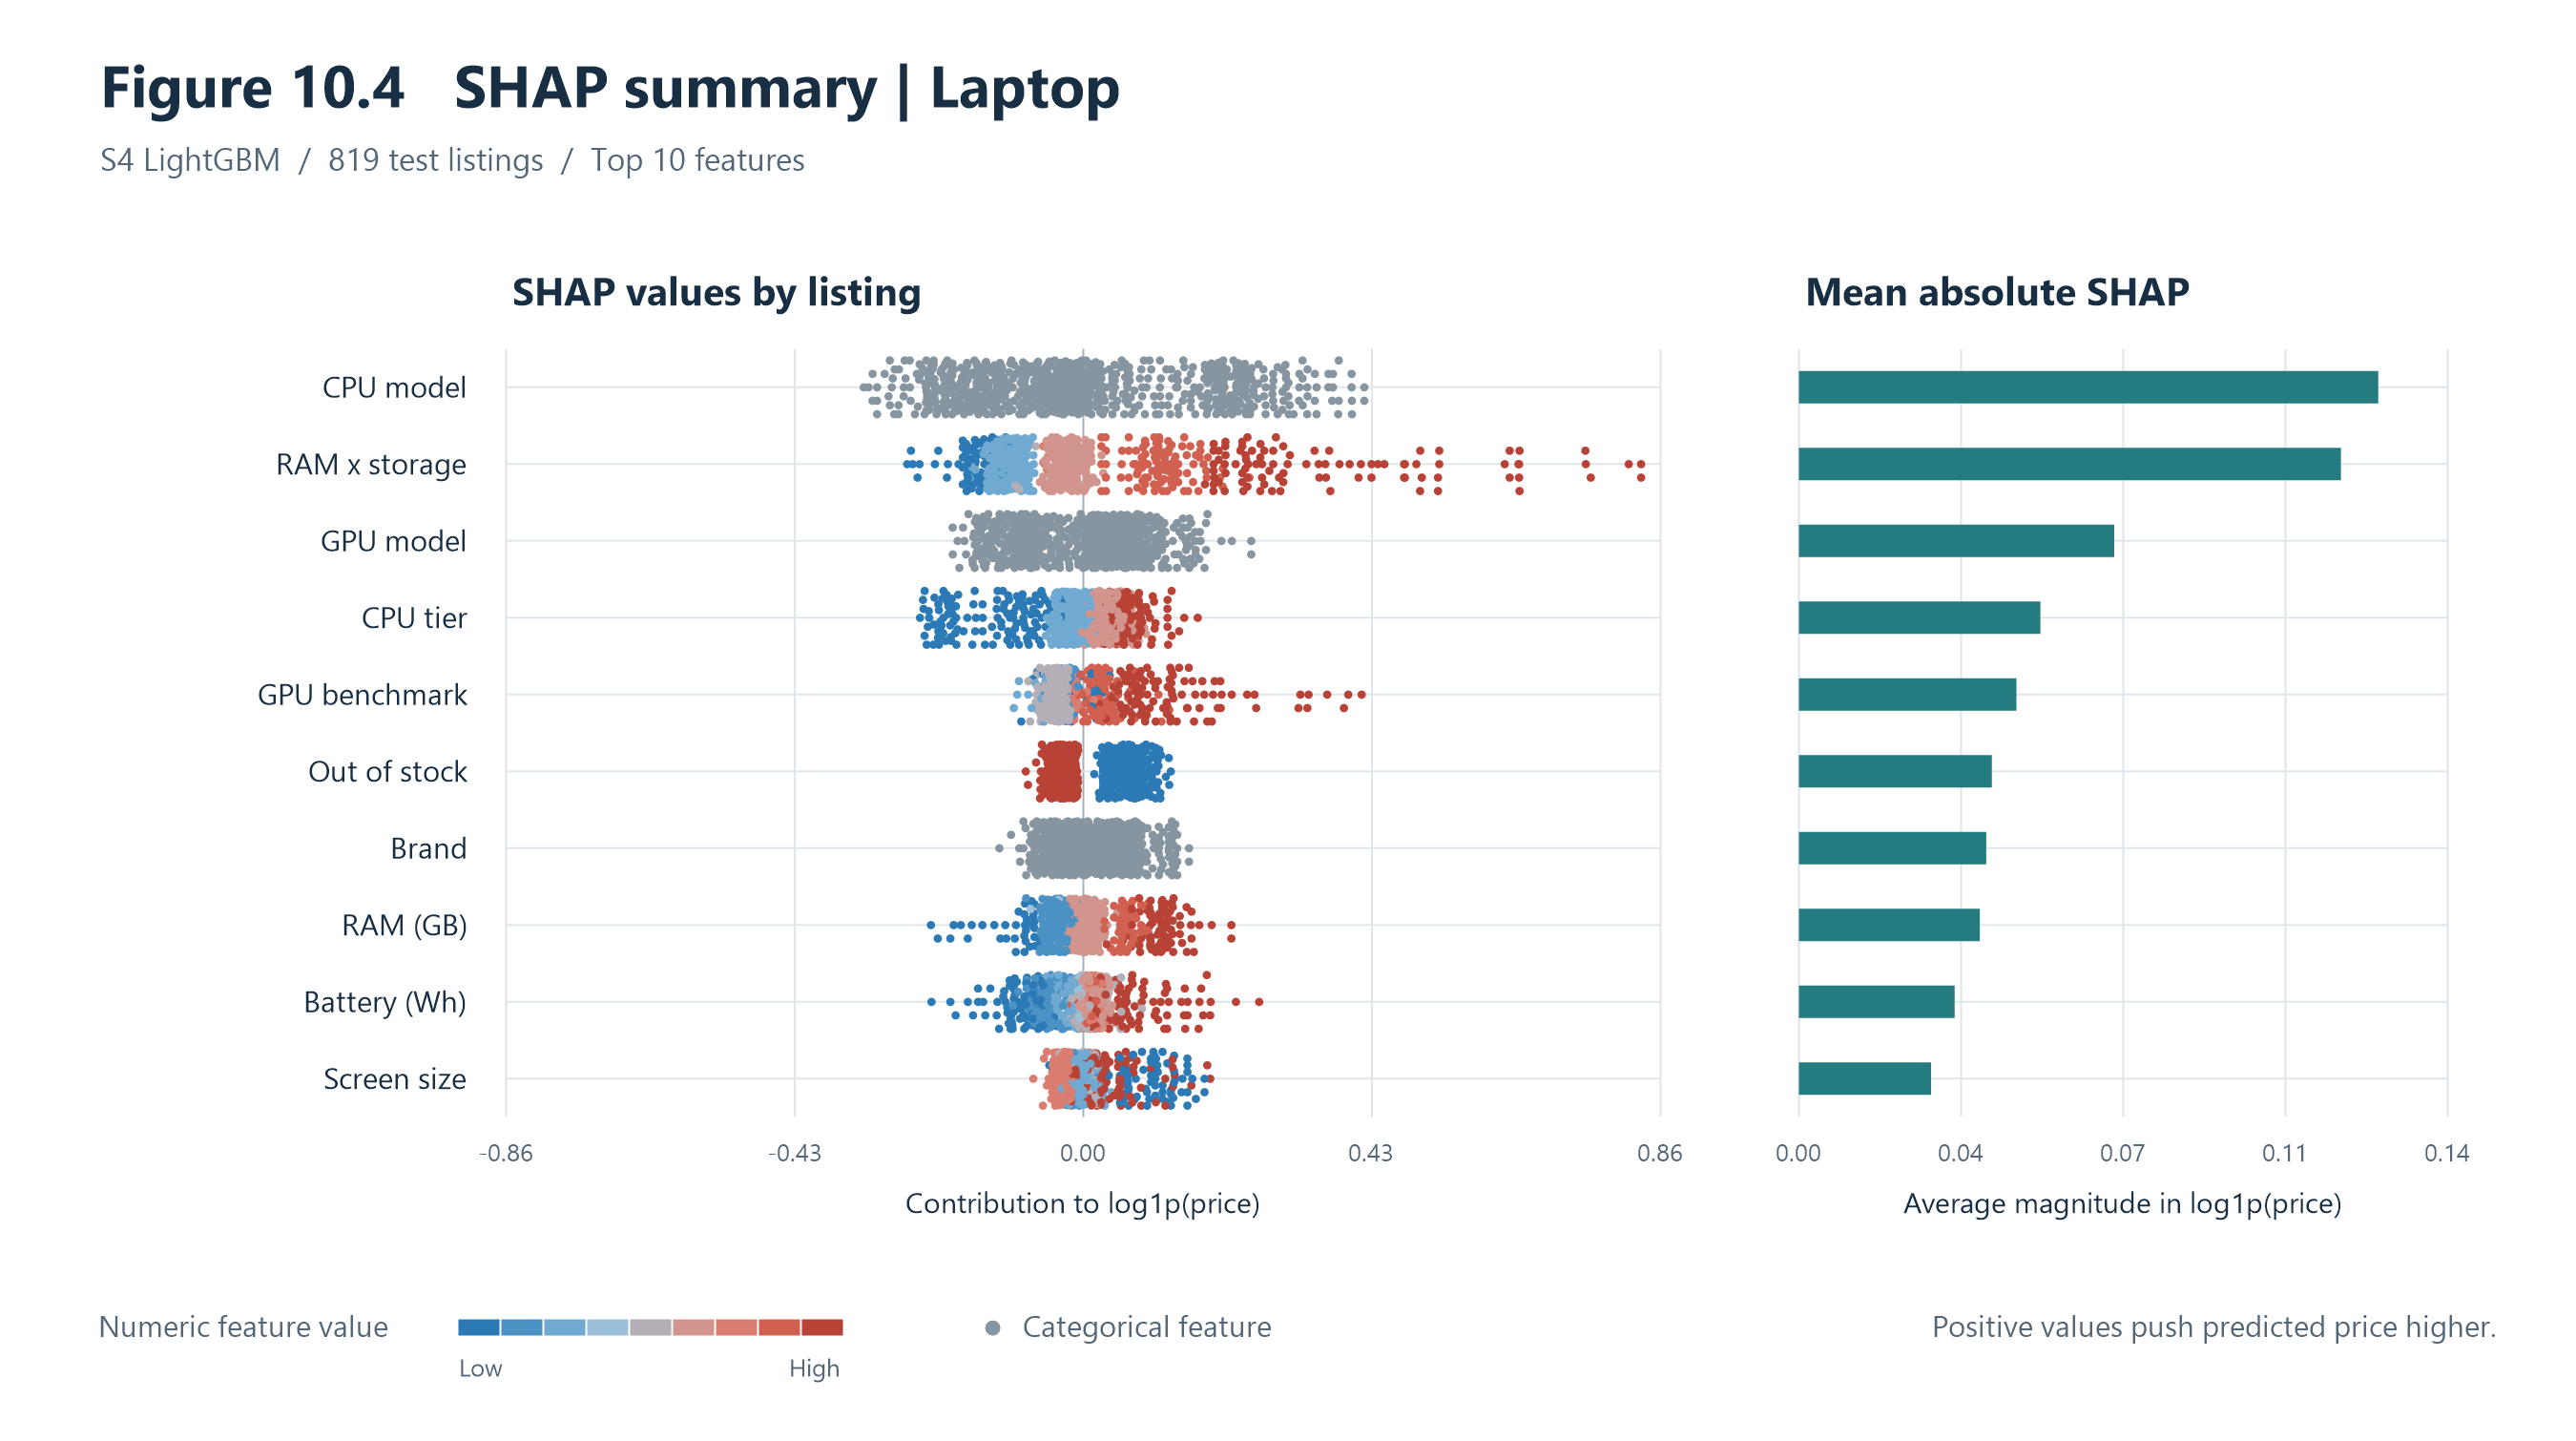 Figure 10.4 SHAP summary | Laptop
S4 LightGBM / 819 test listings / Top 10 features
SHAP values by listing
Mean absolute SHAP
CPU model
RAM x storage
GPU model
CPU tier
GPU benchmark
Out of stock
Brand
RAM (GB)
Battery (Wh)
Screen size
-0.86 -0.43 0.00 0.43 0.86
0.00 0.04 0.07 0.11 0.14
Contribution to log1p(price)
Average magnitude in log1p(price)
Numeric feature value
Low High
Categorical feature
Positive values push predicted price higher.